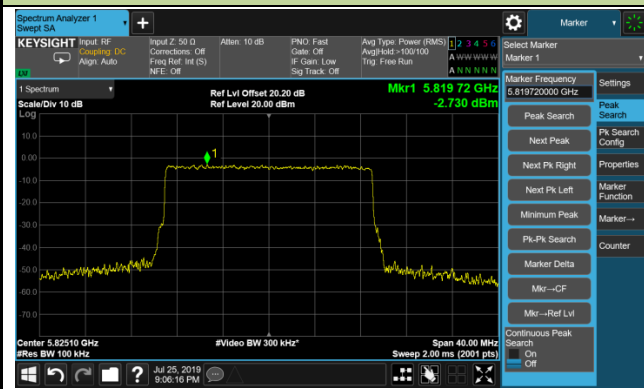 Spectrum Analyzer 1
Swept SA
Marker
KEYSIGHT
Input: RF
Coupling: DC
Align: Auto
Input Z: 50 Ω
Corrections: Off
Freq Ref: Int (S)
NFE: Off
Atten: 10 dB
PNO: Fast
Gate: Off
IF Gain: Low
Sig Track: Off
Avg Type: Power (RMS)
Avg|Hold:>100/100
Trig: Free Run
1 2 3 4 5 6
A W W W W W
A N N N N N
Select Marker
Marker 1
1 Spectrum
Scale/Div 10 dB
Log
Ref Lvl Offset 20.20 dB
Ref Level 20.00 dBm
Mkr1 5.819 72 GHz
-2.730 dBm
10.0
0.00
-10.0
-20.0
-30.0
-40.0
-50.0
-60.0
-70.0
1
Center 5.82510 GHz
#Res BW 100 kHz
#Video BW 300 kHz*
Span 40.00 MHz
Sweep 2.00 ms (2001 pts)
Marker Frequency
5.819720000 GHz
Peak Search
Next Peak
Next Pk Right
Next Pk Left
Minimum Peak
Pk-Pk Search
Marker Delta
Mkr→CF
Mkr→Ref Lvl
Continuous Peak
Search
On
Off
Settings
Peak
Search
Pk Search
Config
Properties
Marker
Function
Marker→
Counter
Jul 25, 2019
9:06:16 PM